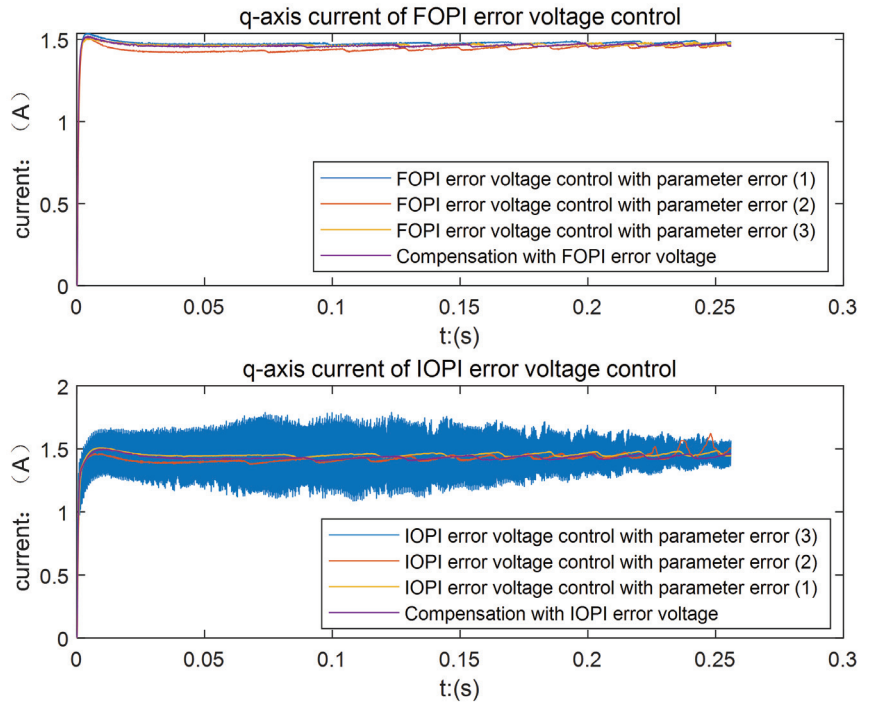 q-axis current of FOPI error voltage control
1.5
1
0.5
0
current: （A）
FOPI error voltage control with parameter error (1)
FOPI error voltage control with parameter error (2)
FOPI error voltage control with parameter error (3)
Compensation with FOPI error voltage
0 0.05 0.1 0.15 0.2 0.25 0.3
t:(s)
q-axis current of IOPI error voltage control
2
1.5
1
0.5
0
current: （A）
IOPI error voltage control with parameter error (3)
IOPI error voltage control with parameter error (2)
IOPI error voltage control with parameter error (1)
Compensation with IOPI error voltage
0 0.05 0.1 0.15 0.2 0.25 0.3
t:(s)